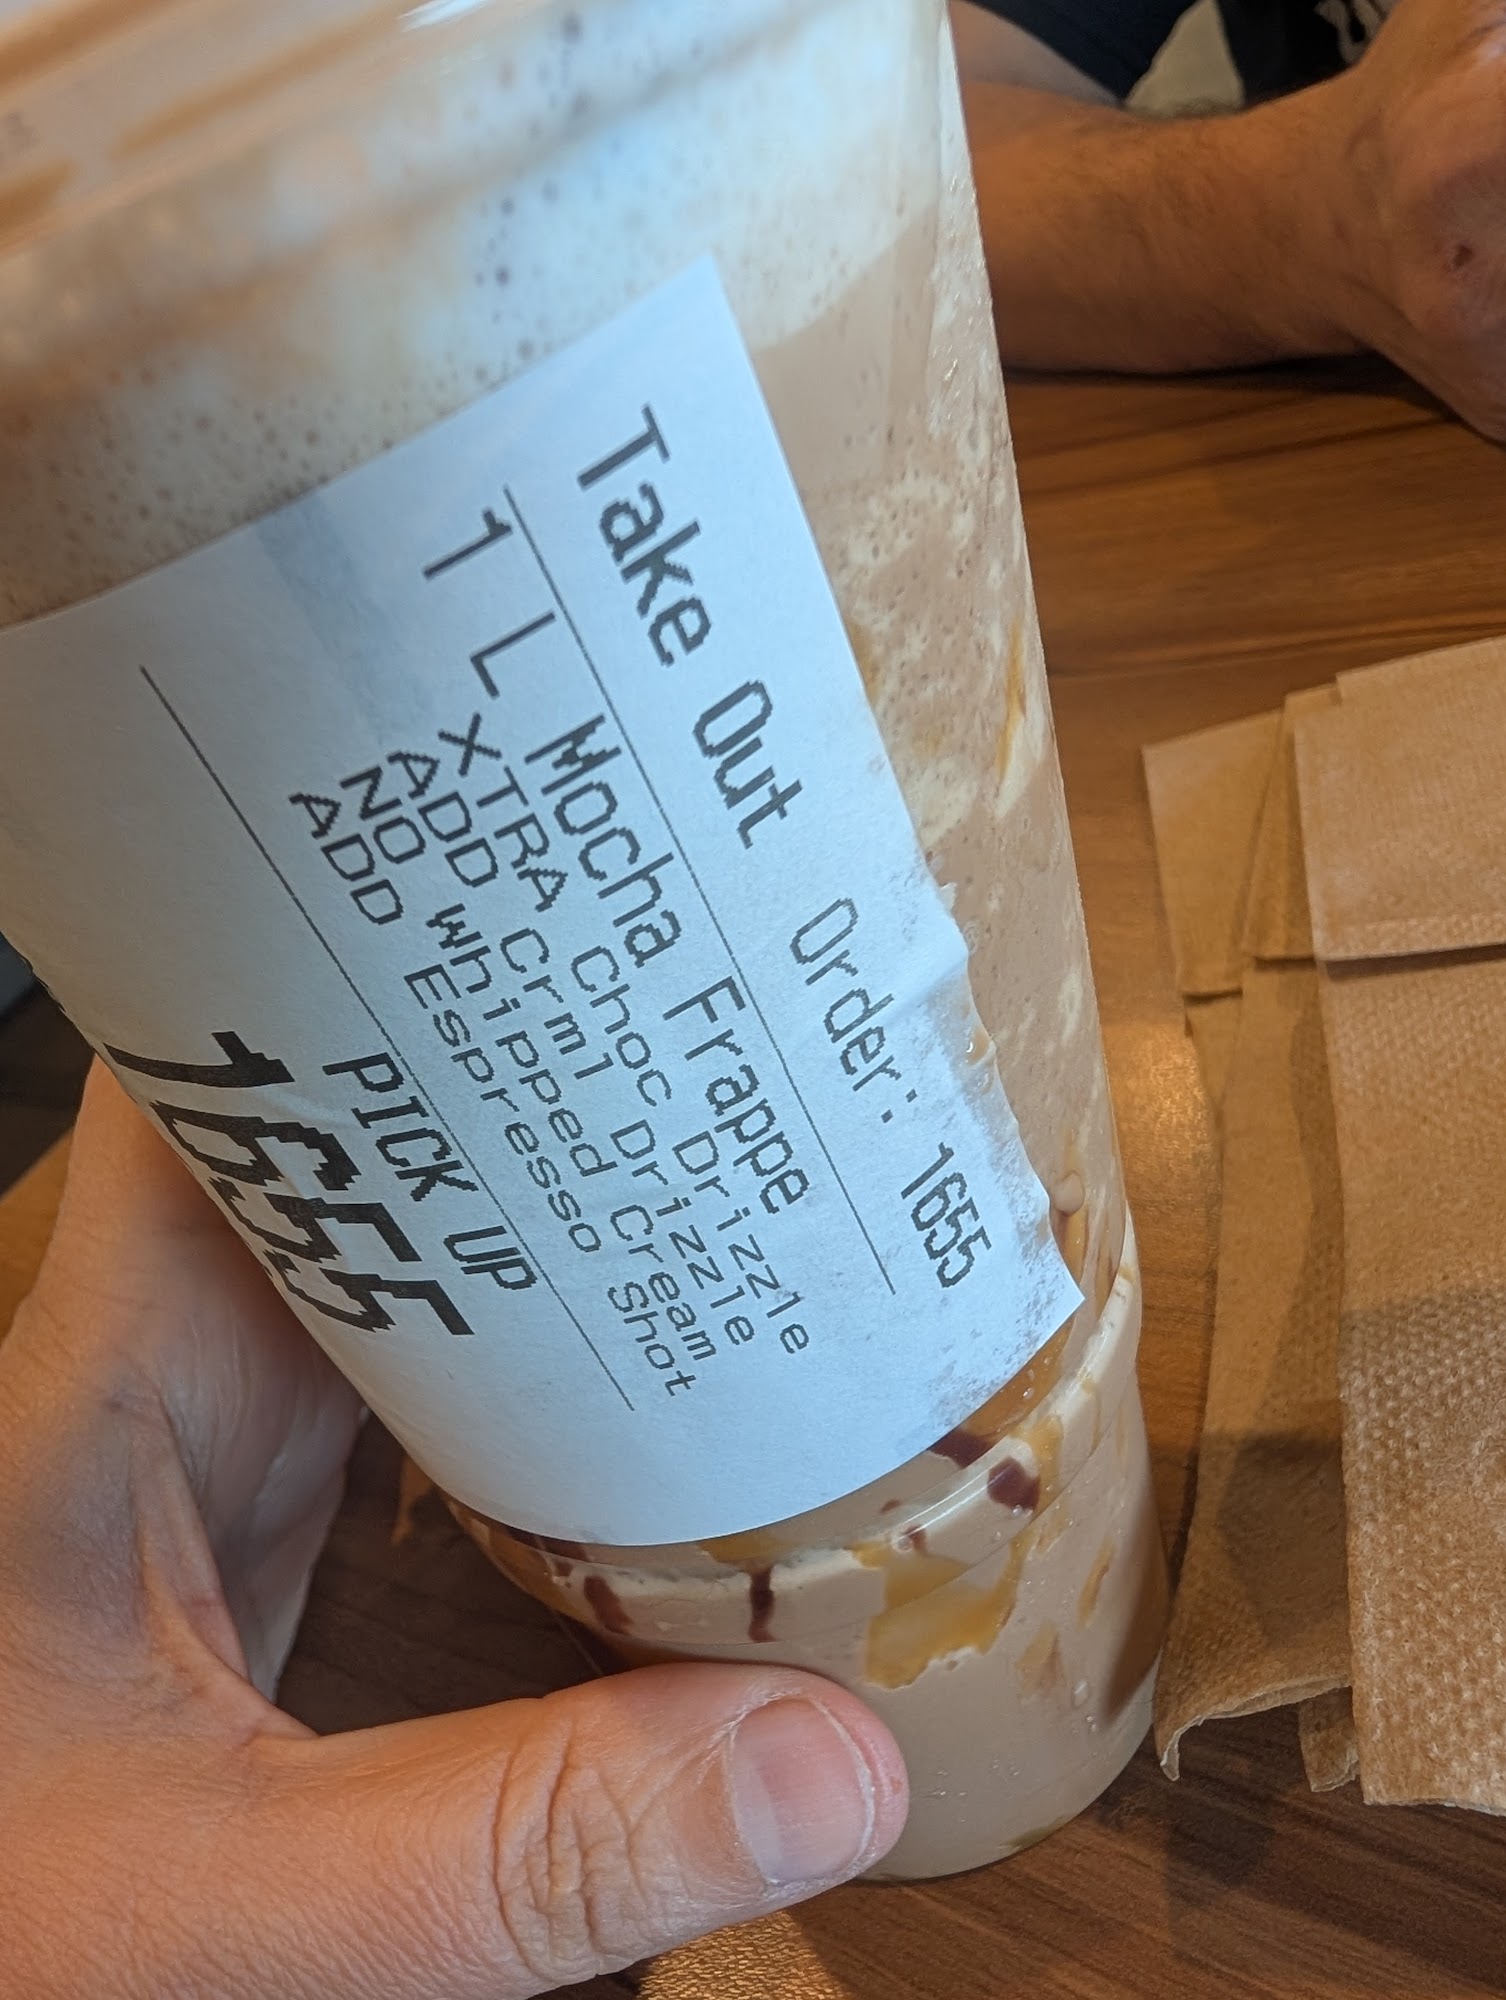 Take Out Order: 1655
1 L Mocha Frappe
XTRA Choc Drizzle
ADD Crml Drizzle
NO Whipped Cream
ADD Espresso Shot
PICK UP
1655